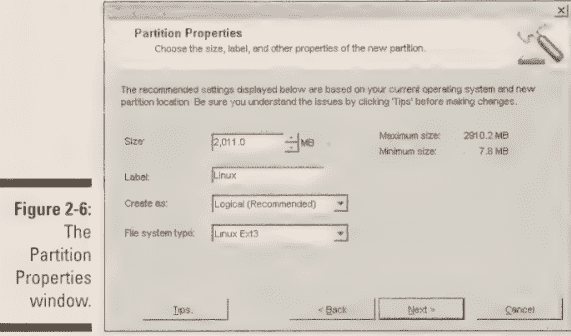 Partition Properties
Choose the size, label, and other properties of the new partition.
The recommended settings displayed below are based on your current operating system and new
partition location. Be sure you understand the issues by clicking 'Tips' before making changes.
Size: 2,011.0 MB Maximum size: 2910.2 MB
Minimum size: 7.8 MB
Label: Linux
Create as: Logical (Recommended)
File system type: Linux Ext3
Tips. < Back Next > Cancel
Figure 2-6:
The
Partition
Properties
window.